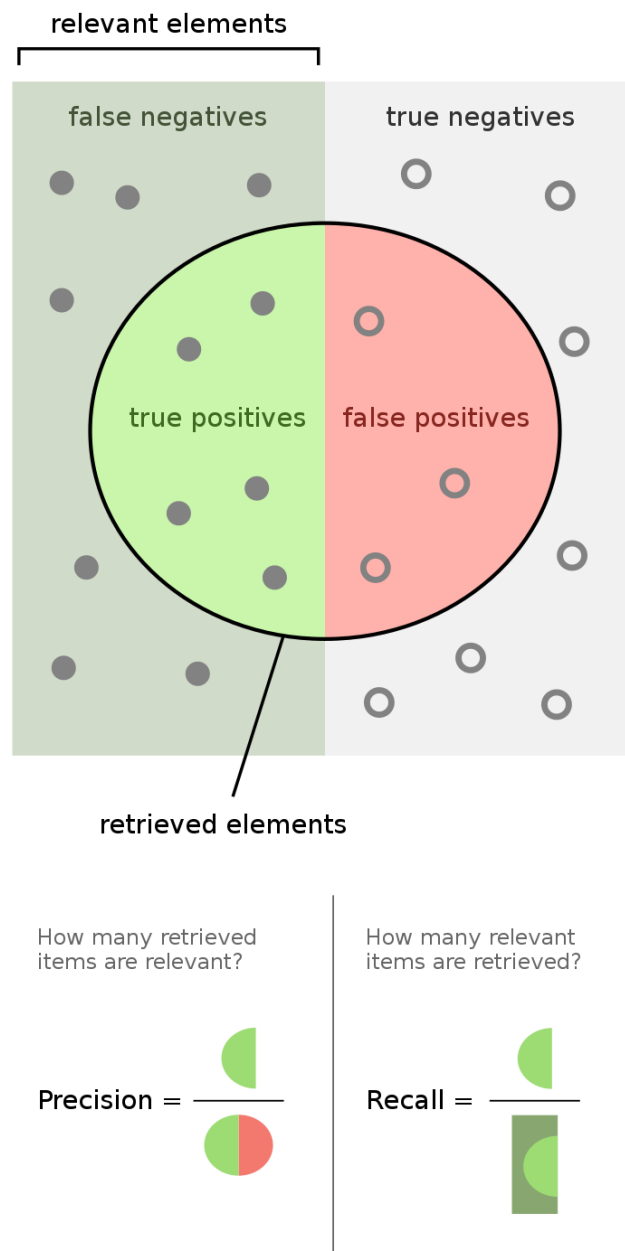 relevant elements
false negatives
true negatives
true positives
false positives
retrieved elements
How many retrieved
items are relevant?
Precision =
How many relevant
items are retrieved?
Recall =